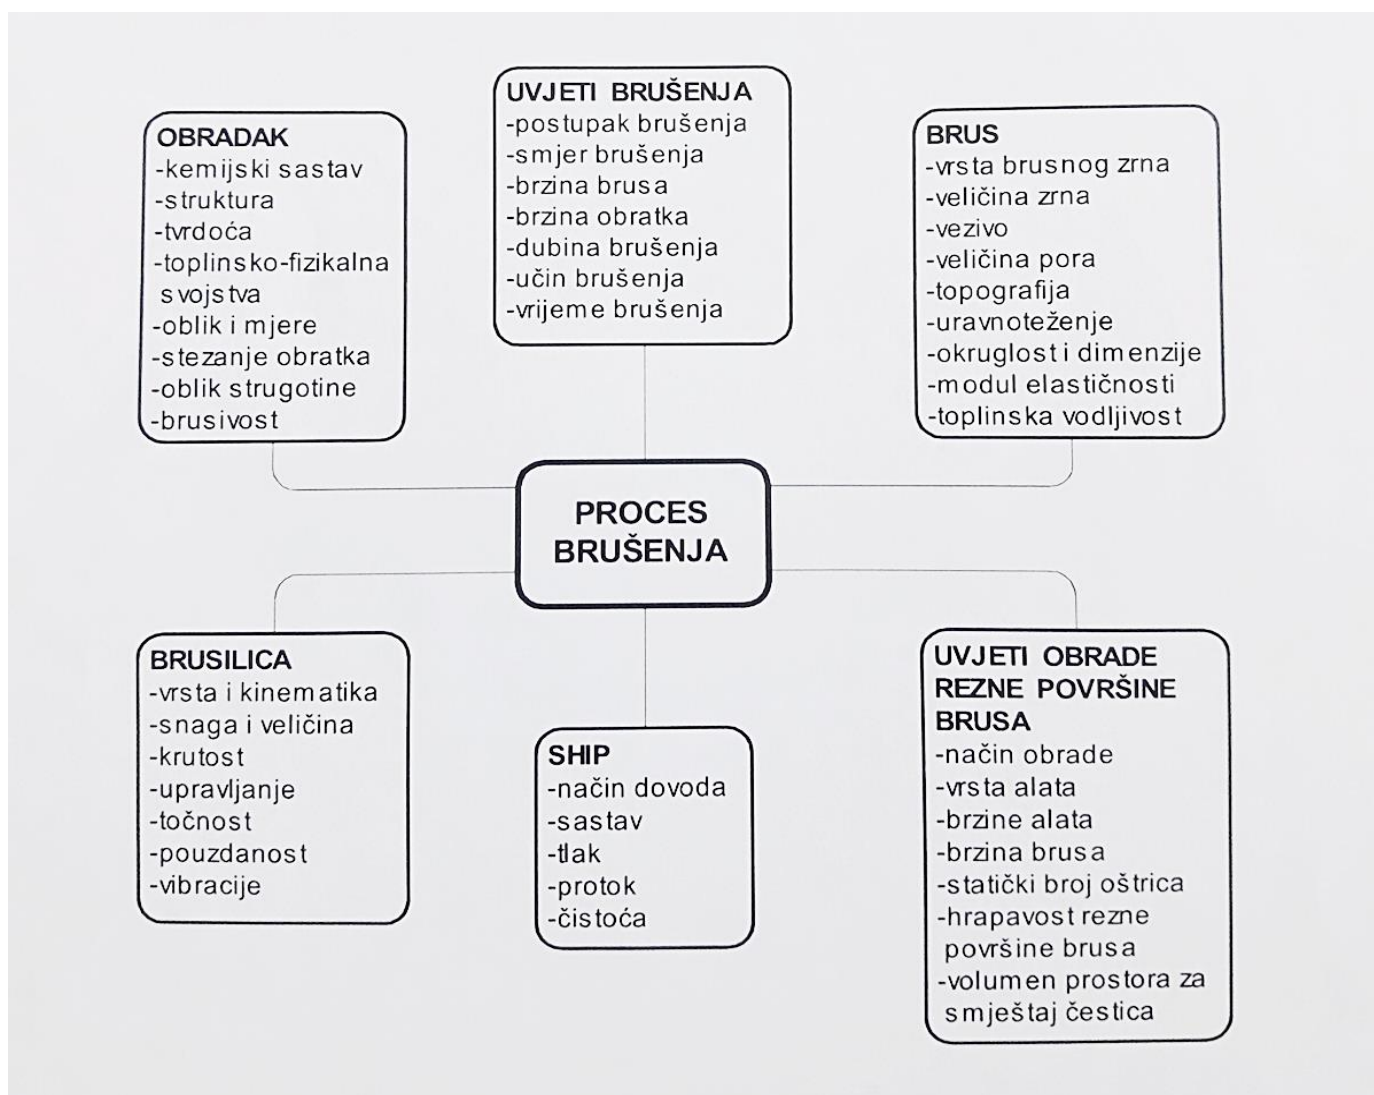 OBRADAK
-kemijski sastav
-struktura
-tvrdoća
-toplinsko-fizikalna
svojstva
-oblik i mjere
-stezanje obratka
-oblik strugotine
-brusivost
UVJETI BRUŠENJA
-postupak brušenja
-smjer brušenja
-brzina brusa
-brzina obratka
-dubina brušenja
-učin brušenja
-vrijeme brušenja
BRUS
-vrsta brusnog zrna
-veličina zrna
-vezivo
-veličina pora
-topografija
-uravnoteženje
-okruglost i dimenzije
-modul elastičnosti
-toplinska vodljivost
PROCES
BRUŠENJA
BRUSILICA
-vrsta i kinematika
-snaga i veličina
-krutost
-upravljanje
-točnost
-pouzdanost
-vibracije
SHIP
-način dovoda
-sastav
-tlak
-protok
-čistoća
UVJETI OBRADE
REZNE POVRŠINE
BRUSA
-način obrade
-vrsta alata
-brzine alata
-brzina brusa
-statički broj oštrica
-hrapavost rezne
površine brusa
-volumen prostora za
smještaj čestica